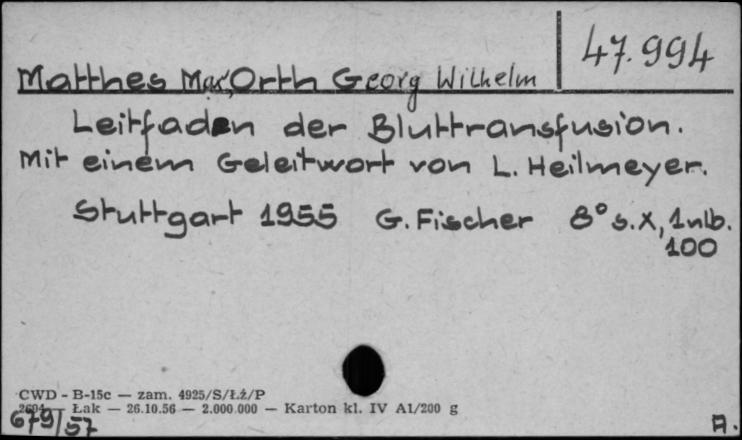 47.994
Matthes Max, Orth Georg Wilhelm
Leitfaden der Bluttransfusion.
Mit einem Geleitwort von L. Heilmeyer.
Stuttgart 1955 G. Fischer 8° s. X, 1 nlb.
100
CWD - B-15c — zam. 4925/S/ŁŻ/P
2604 — Łak — 26.10.56 — 2.000.000 — Karton kl. IV A1/200 g
679/57
A.